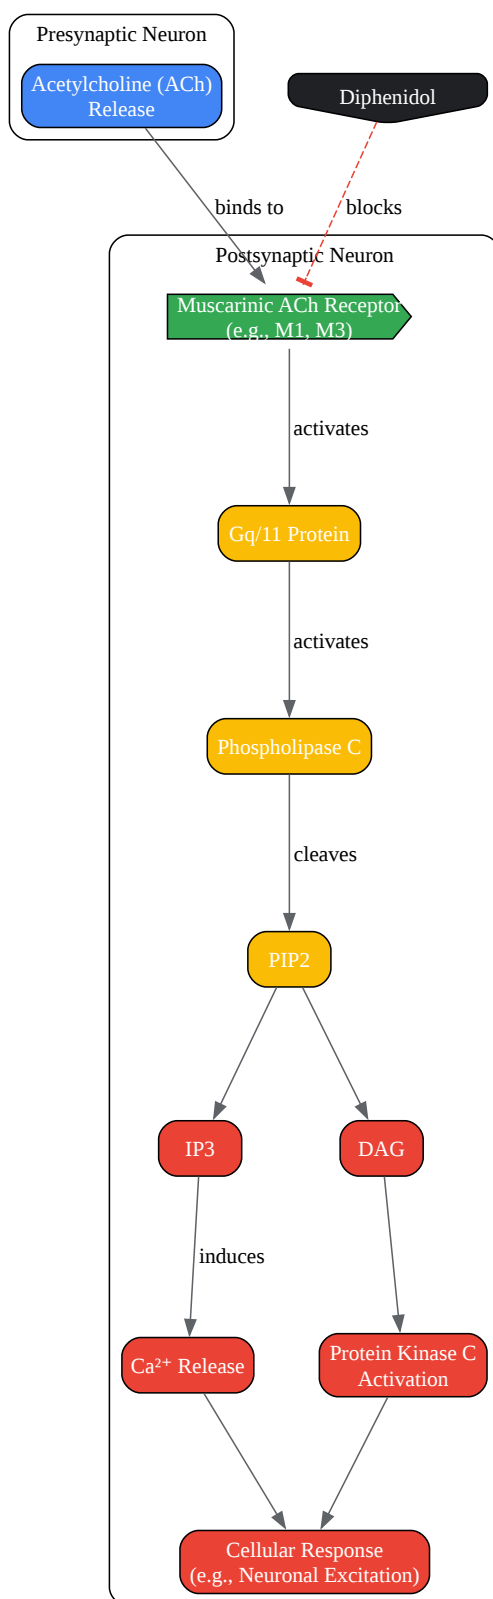 Presynaptic Neuron
Acetylcholine (ACh)
Release
Diphenidol
binds to
blocks
Postsynaptic Neuron
Muscarinic ACh Receptor
(e.g., M1, M3)
activates
Gq/11 Protein
activates
Phospholipase C
cleaves
PIP2
IP3
DAG
induces
Ca²⁺ Release
Protein Kinase C
Activation
Cellular Response
(e.g., Neuronal Excitation)